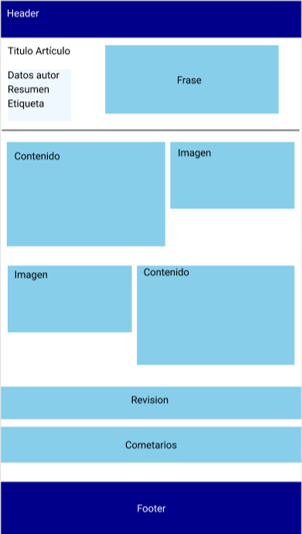 Header
Titulo Artículo
Datos autor
Resumen
Etiqueta
Frase
Contenido
Imagen
Imagen
Contenido
Revision
Cometarios
Footer